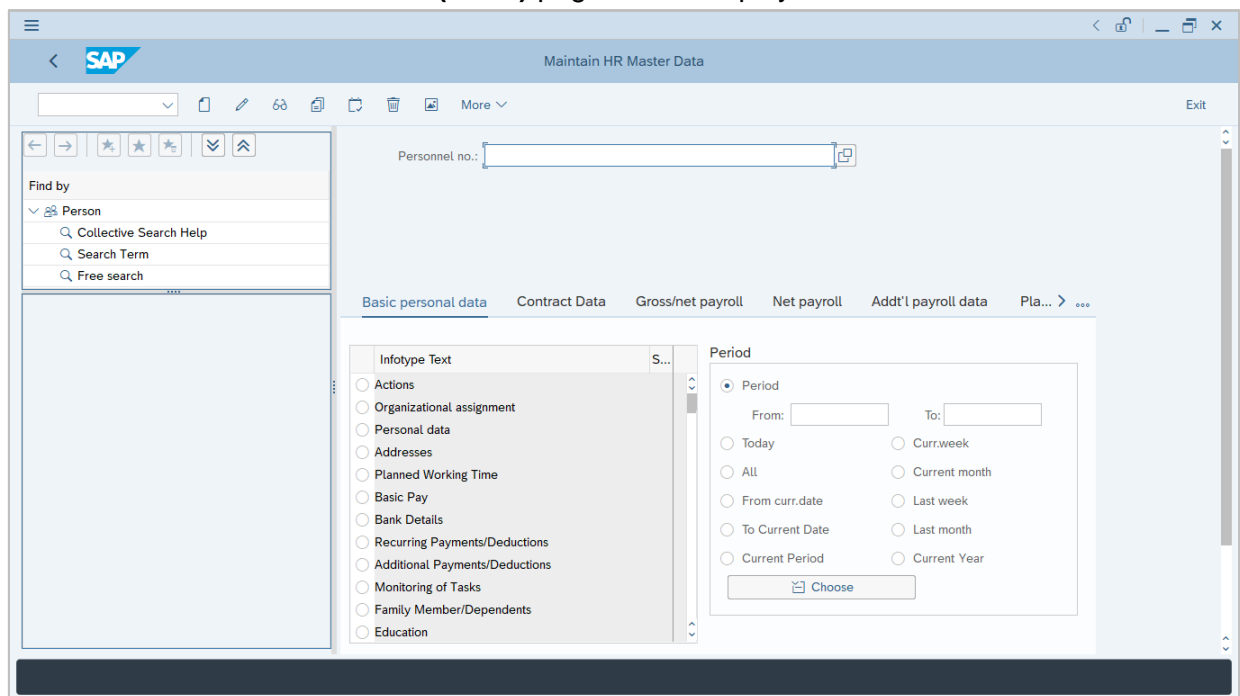 Maintain HR Master Data
SAP
More
Exit
Personnel no.:
Find by
Person
Collective Search Help
Search Term
Free search
Basic personal data Contract Data Gross/net payroll Net payroll Addt'l payroll data Pla...
Infotype Text S...
Actions
Organizational assignment
Personal data
Addresses
Planned Working Time
Basic Pay
Bank Details
Recurring Payments/Deductions
Additional Payments/Deductions
Monitoring of Tasks
Family Member/Dependents
Education
Period
Period
From: To:
Today Curr.week
All Current month
From curr.date Last week
To Current Date Last month
Current Period Current Year
Choose